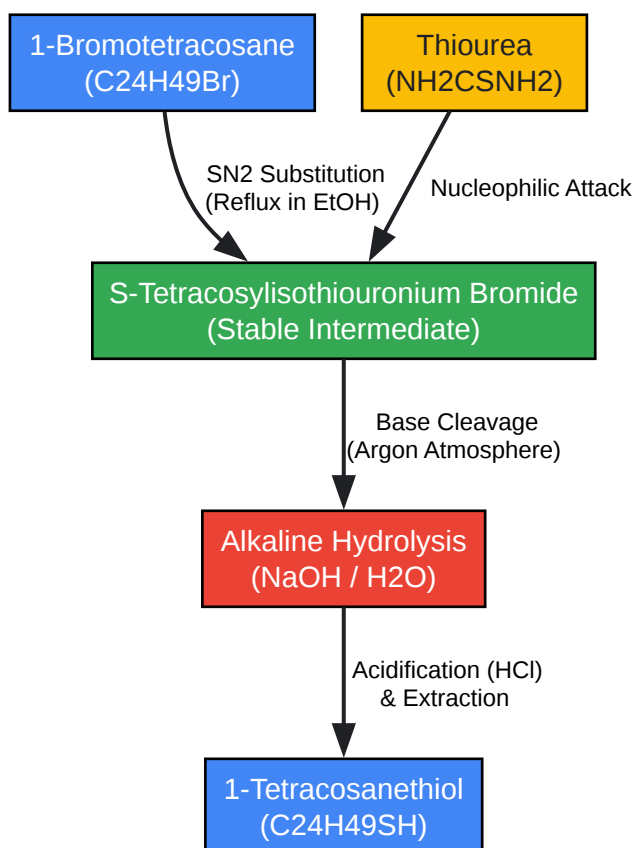 1-Bromotetracosane
(C24H49Br)
Thiourea
(NH2CSNH2)
SN2 Substitution
(Reflux in EtOH)
Nucleophilic Attack
S-Tetracosylisothiouronium Bromide
(Stable Intermediate)
Base Cleavage
(Argon Atmosphere)
Alkaline Hydrolysis
(NaOH / H2O)
Acidification (HCl)
& Extraction
1-Tetracosanethiol
(C24H49SH)